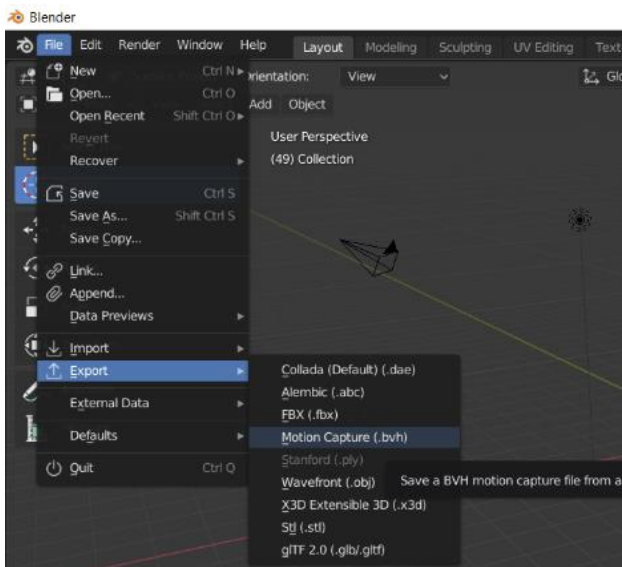 Blender
File Edit Render Window Help Layout Modeling Sculpting UV Editing Text
New Ctrl N
Orientation: View Glo
Open... Ctrl O
Add Object
Open Recent Shift Ctrl O
Revert
User Perspective
Recover
(49) Collection
Save Ctrl S
Save As... Shift Ctrl S
Save Copy...
Link...
Append...
Data Previews
Import
Export
External Data
Defaults
Quit Ctrl Q
Collada (Default) (.dae)
Alembic (.abc)
FBX (.fbx)
Motion Capture (.bvh)
Stanford (.ply)
Wavefront (.obj)
Save a BVH motion capture file from a
X3D Extensible 3D (.x3d)
Stl (.stl)
glTF 2.0 (.glb/.gltf)